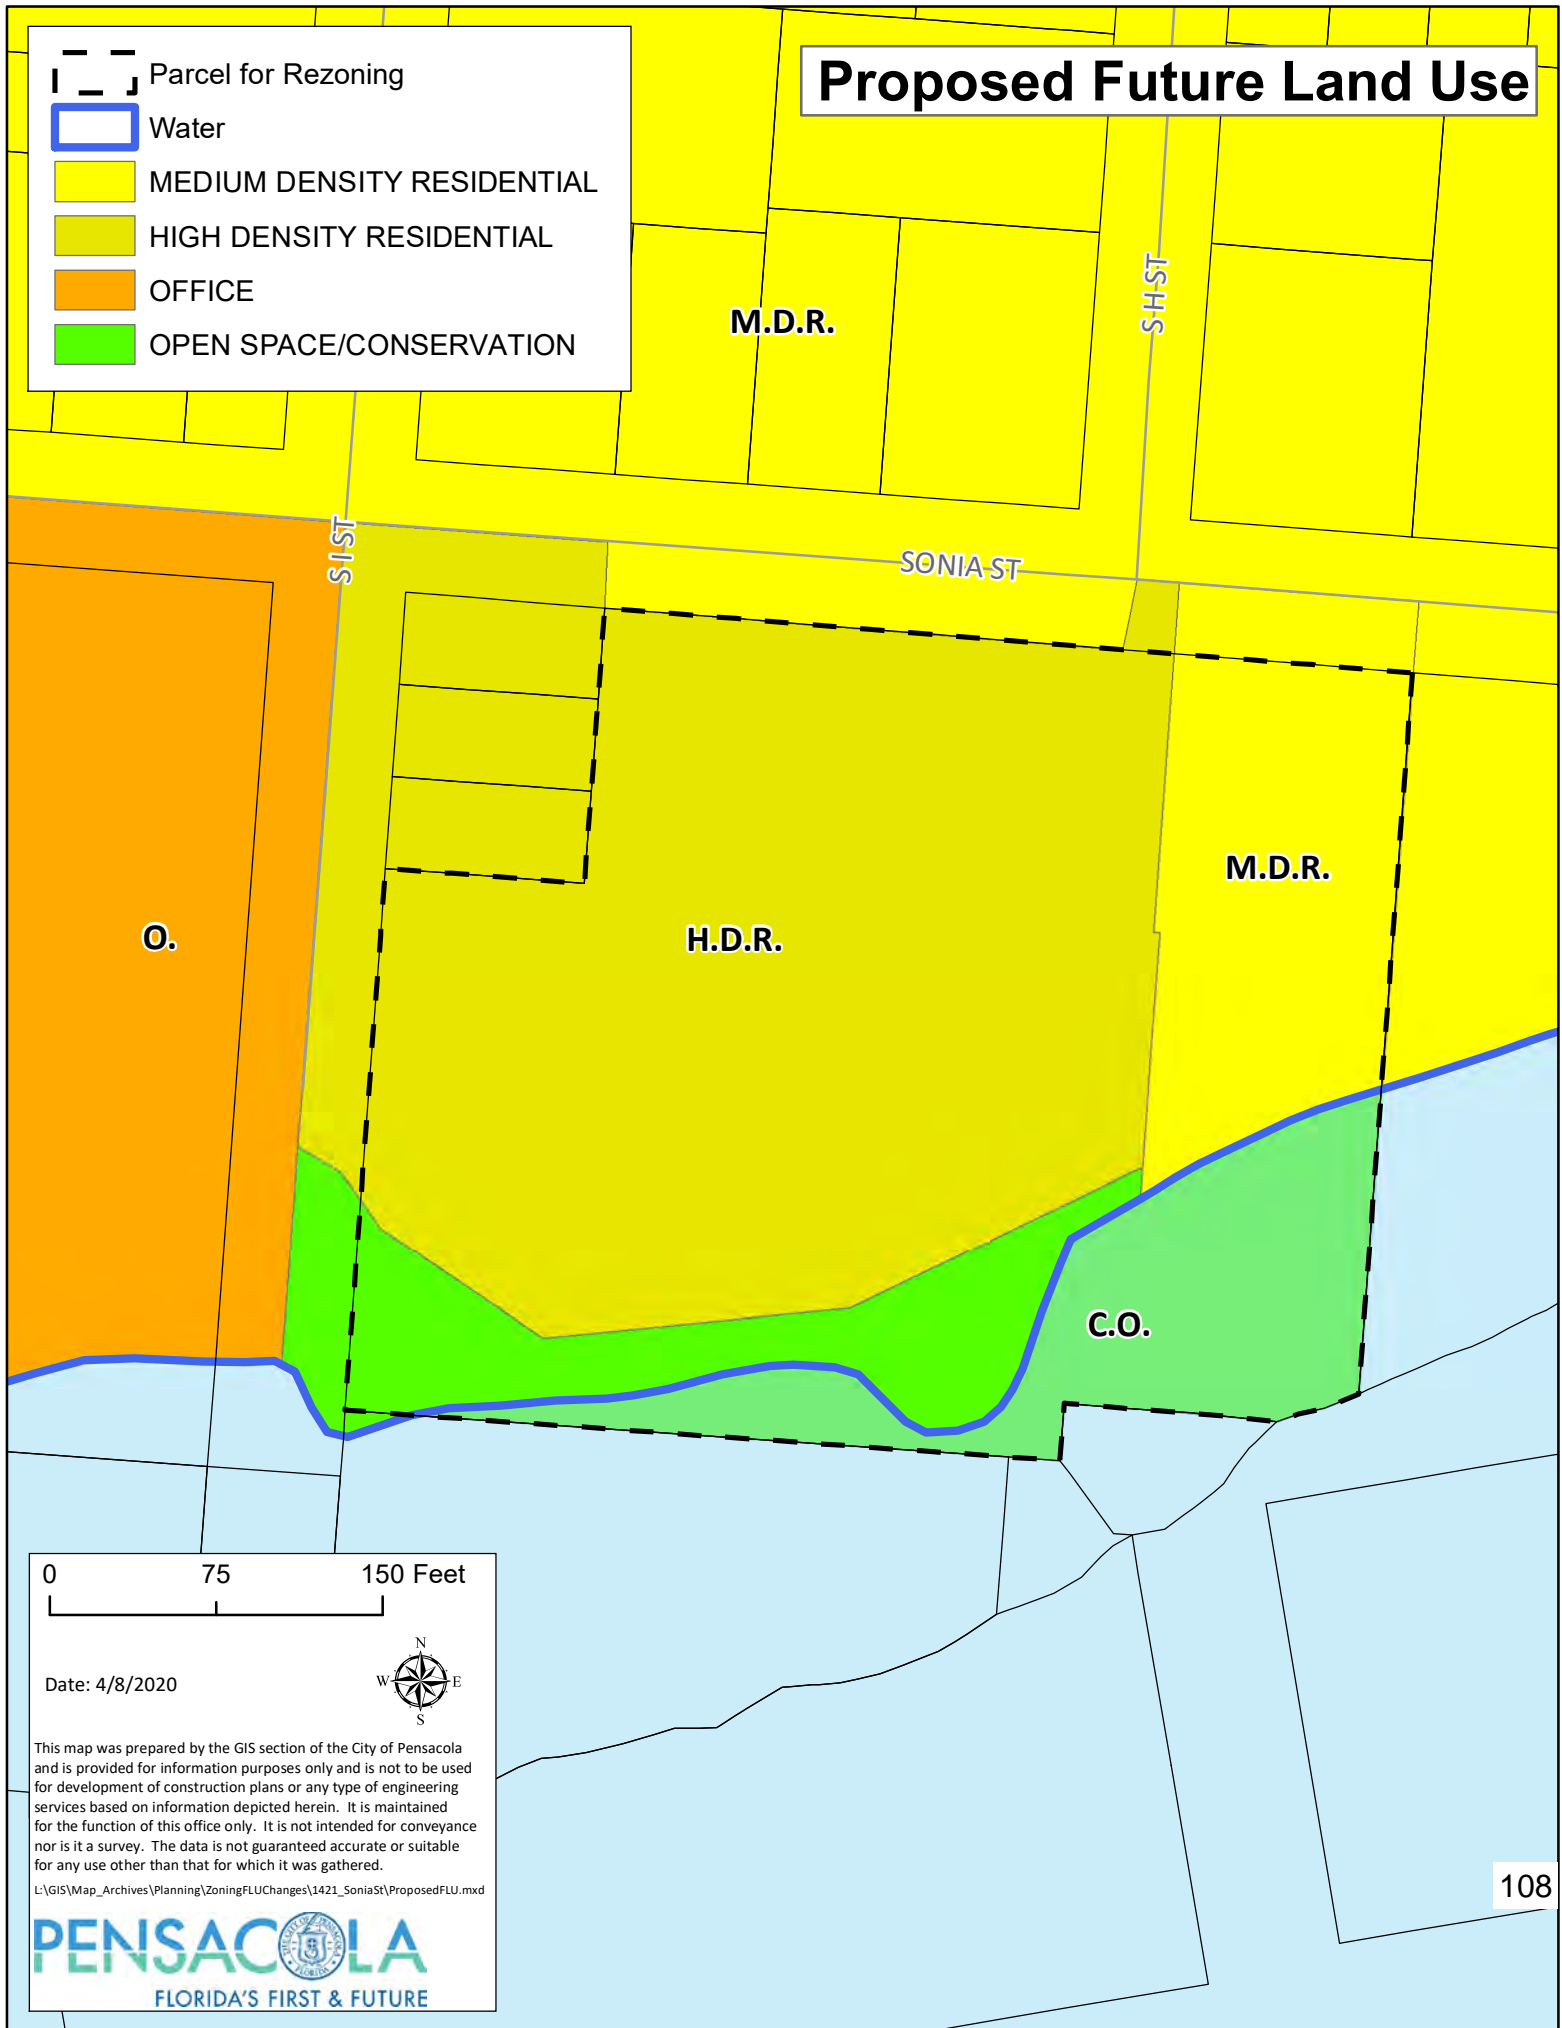 Proposed Future Land Use
Parcel for Rezoning
Water
MEDIUM DENSITY RESIDENTIAL
HIGH DENSITY RESIDENTIAL
OFFICE
OPEN SPACE/CONSERVATION
M.D.R.
S H ST
S I ST
SONIA ST
M.D.R.
O.
H.D.R.
C.O.
0 75 150 Feet
N
W E
S
Date: 4/8/2020
This map was prepared by the GIS section of the City of Pensacola
and is provided for information purposes only and is not to be used
for development of construction plans or any type of engineering
services based on information depicted herein. It is maintained
for the function of this office only. It is not intended for conveyance
nor is it a survey. The data is not guaranteed accurate or suitable
for any use other than that for which it was gathered.
L:\GIS\Map_Archives\Planning\ZoningFLUChanges\1421_SoniaSt\ProposedFLU.mxd
108
PENSACOLA
FLORIDA'S FIRST & FUTURE